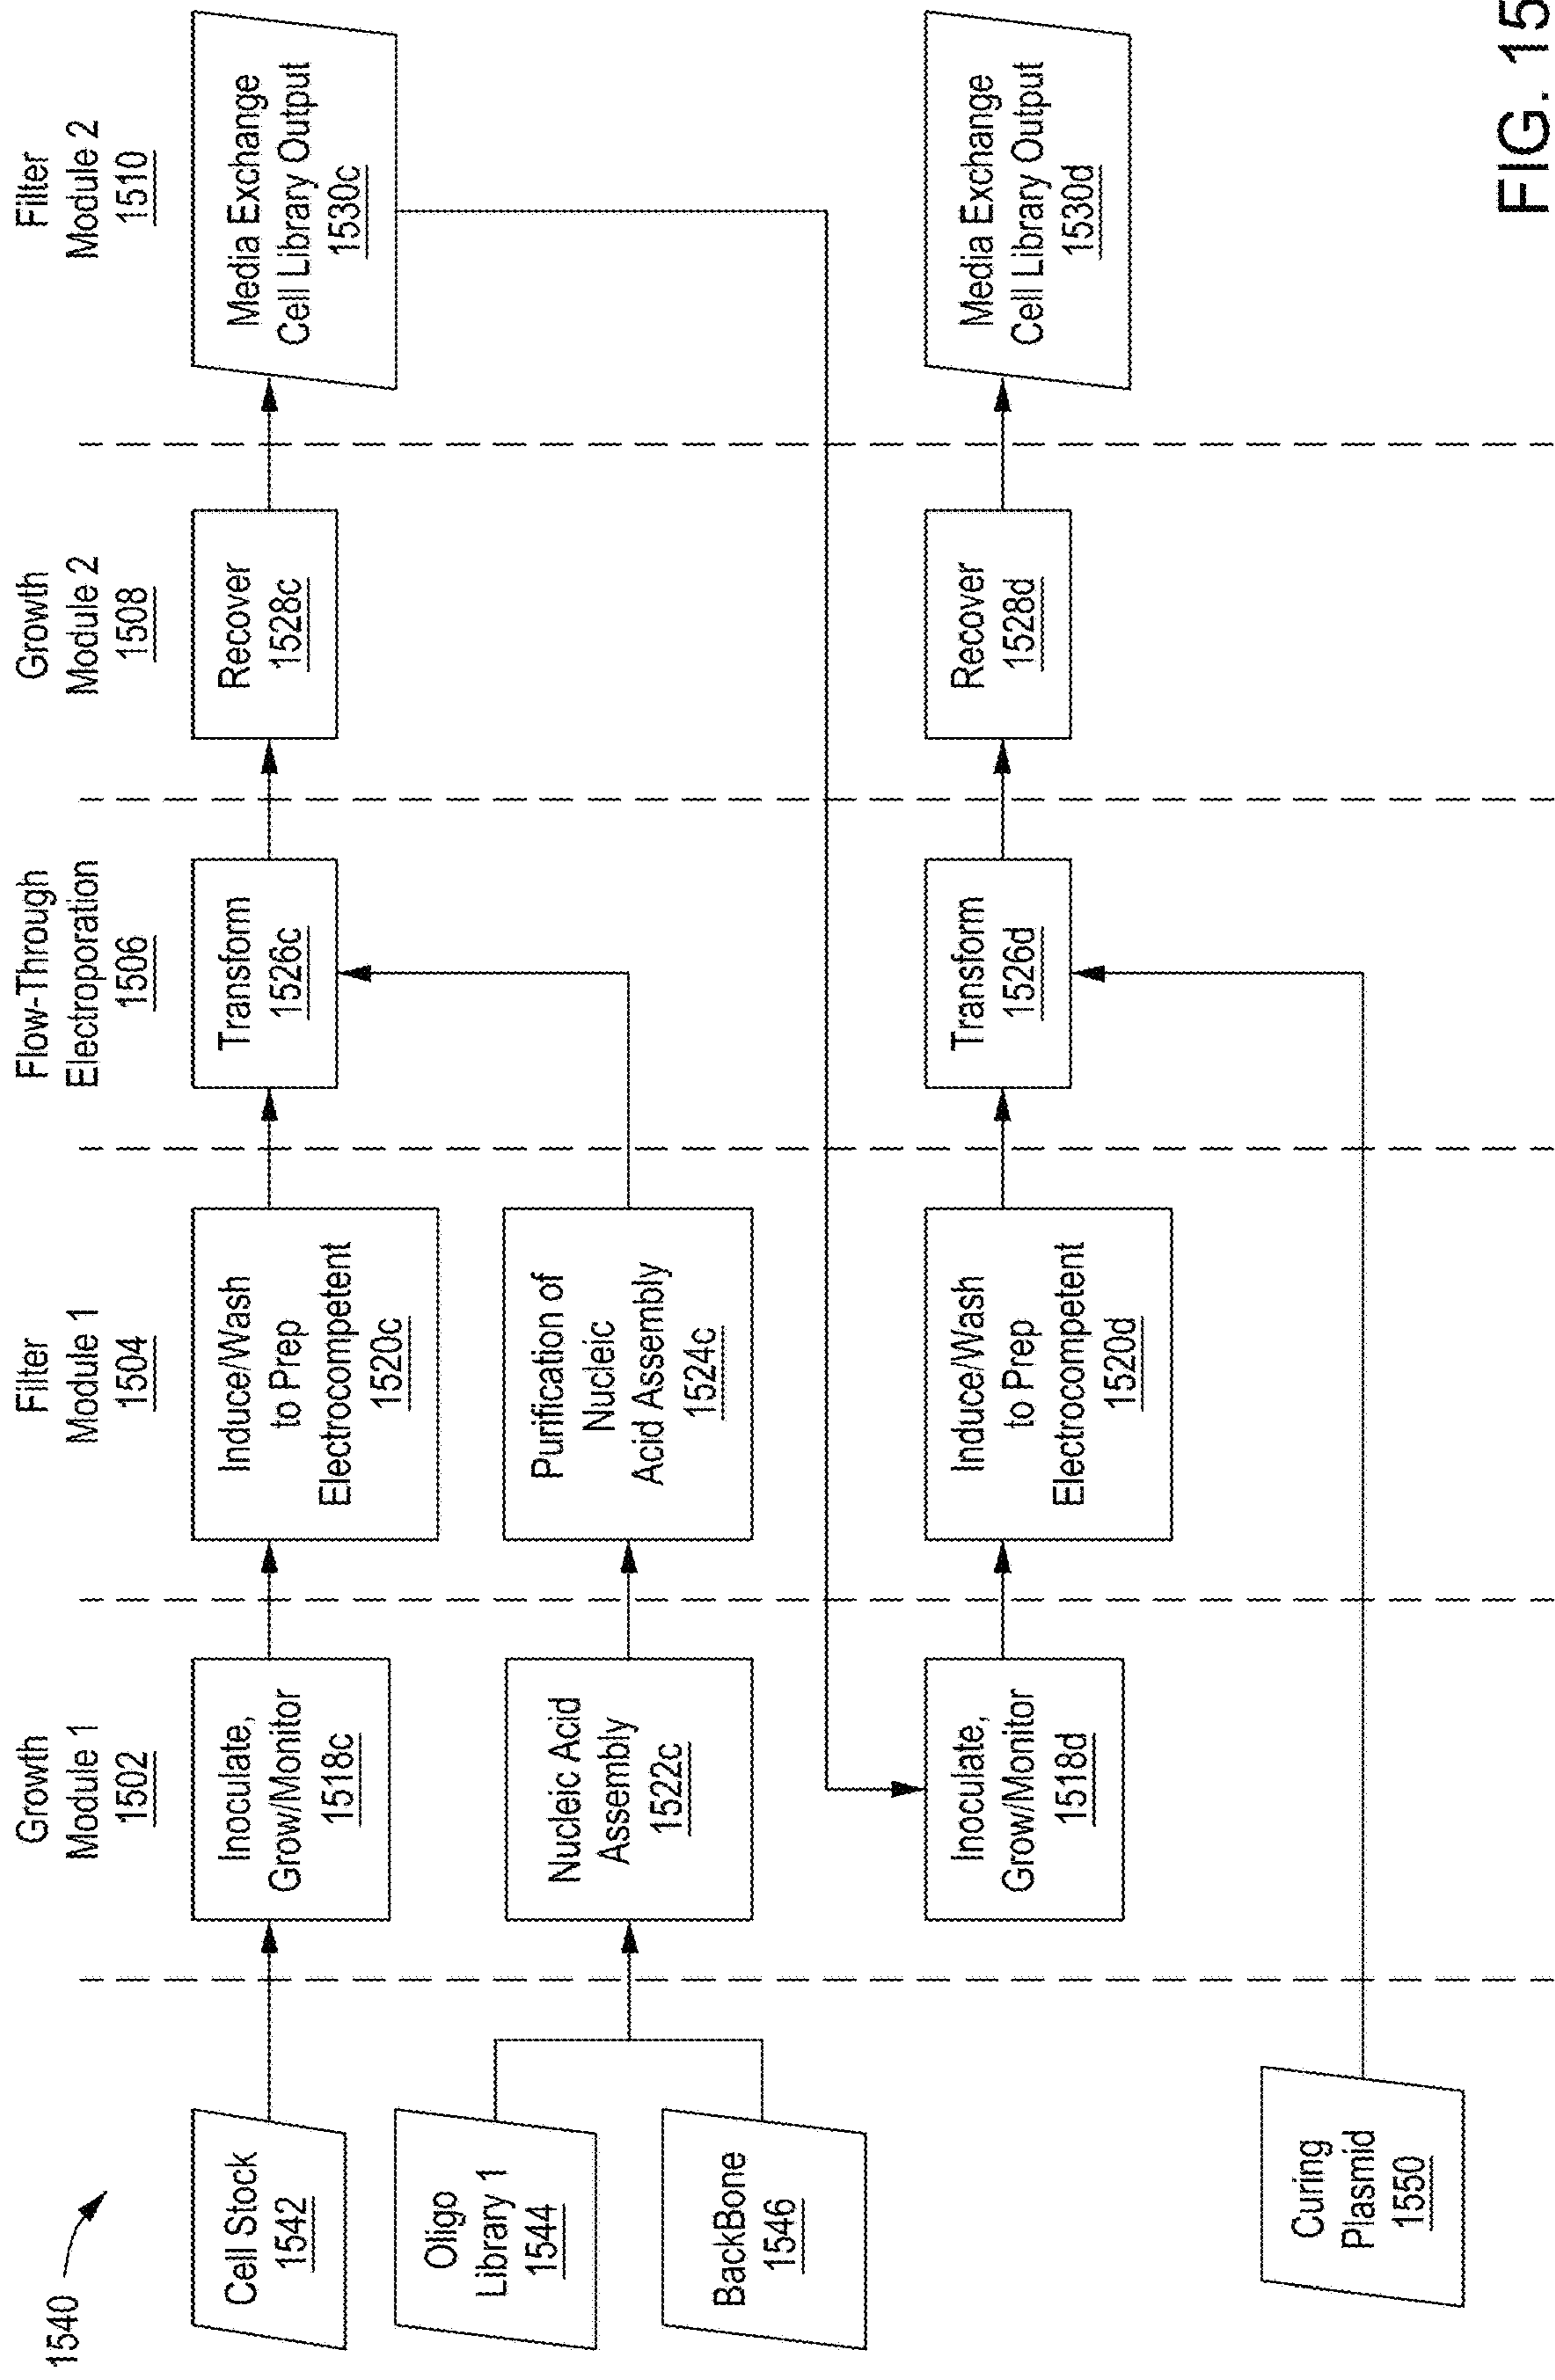 1540
Growth
Module 1
1502
Filter
Module 1
1504
Flow-Through
Electroporation
1506
Growth
Module 2
1508
Filter
Module 2
1510
Cell Stock
1542
Inoculate,
Grow/Monitor
1518c
Induce/Wash
to Prep
Electrocompetent
1520c
Transform
1526c
Recover
1528c
Media Exchange
Cell Library Output
1530c
Oligo
Library 1
1544
BackBone
1546
Nucleic Acid
Assembly
1522c
Purification of
Nucleic
Acid Assembly
1524c
Inoculate,
Grow/Monitor
1518d
Induce/Wash
to Prep
Electrocompetent
1520d
Transform
1526d
Recover
1528d
Media Exchange
Cell Library Output
1530d
Curing
Plasmid
1550
FIG. 15